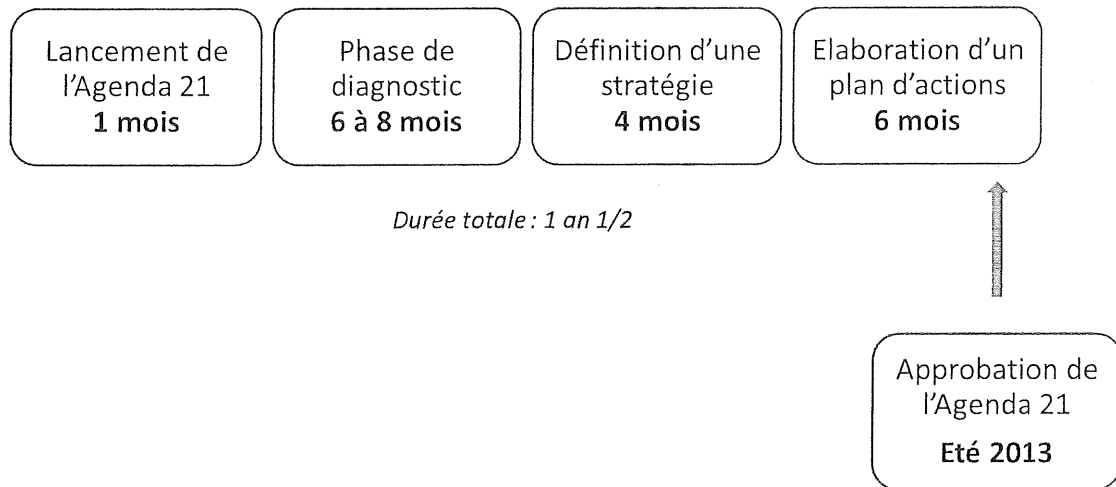 Lancement de
l'Agenda 21
1 mois
Phase de
diagnostic
6 à 8 mois
Définition d'une
stratégie
4 mois
Elaboration d'un
plan d'actions
6 mois
Durée totale : 1 an 1/2
Approbation de
l'Agenda 21
Eté 2013